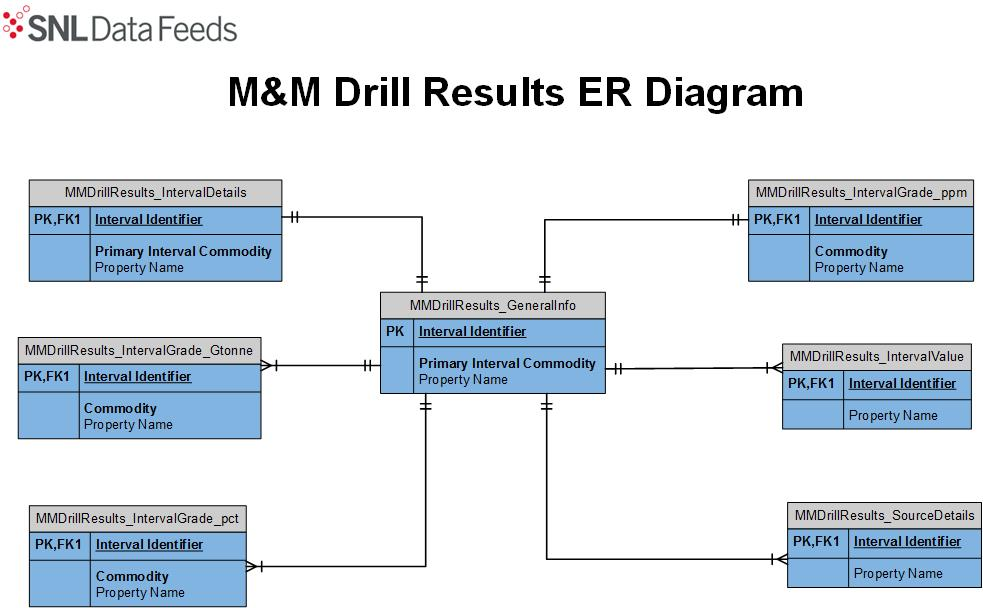 SNL Data Feeds
M&M Drill Results ER Diagram
MMDrillResults_IntervalDetails
PK,FK1 Interval Identifier
Primary Interval Commodity
Property Name
MMDrillResults_IntervalGrade_ppm
PK,FK1 Interval Identifier
Commodity
Property Name
MMDrillResults_GeneralInfo
PK Interval Identifier
Primary Interval Commodity
Property Name
MMDrillResults_IntervalGrade_Gtonne
PK,FK1 Interval Identifier
Commodity
Property Name
MMDrillResults_IntervalValue
PK,FK1 Interval Identifier
Property Name
MMDrillResults_IntervalGrade_pct
PK,FK1 Interval Identifier
Commodity
Property Name
MMDrillResults_SourceDetails
PK,FK1 Interval Identifier
Property Name